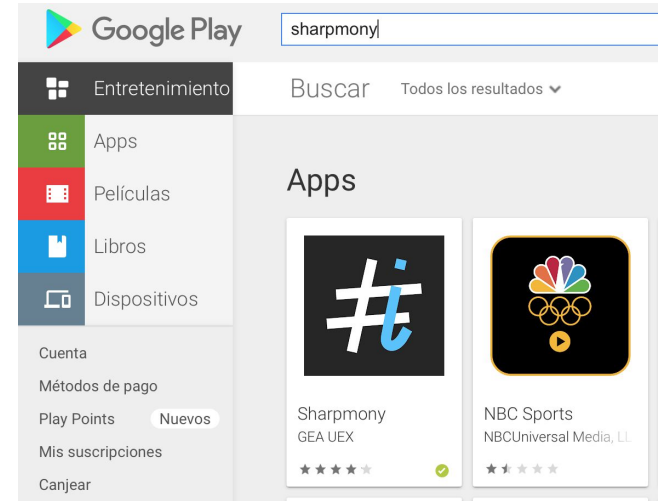 Google Play
sharpmony
Entretenimiento
Buscar
Todos los resultados
Apps
Películas
Libros
Dispositivos
Cuenta
Métodos de pago
Play Points
Nuevos
Mis suscripciones
Canjear
Apps
#i
Sharpmony
GEA UEX
NBC Sports
NBCUniversal Media, LL